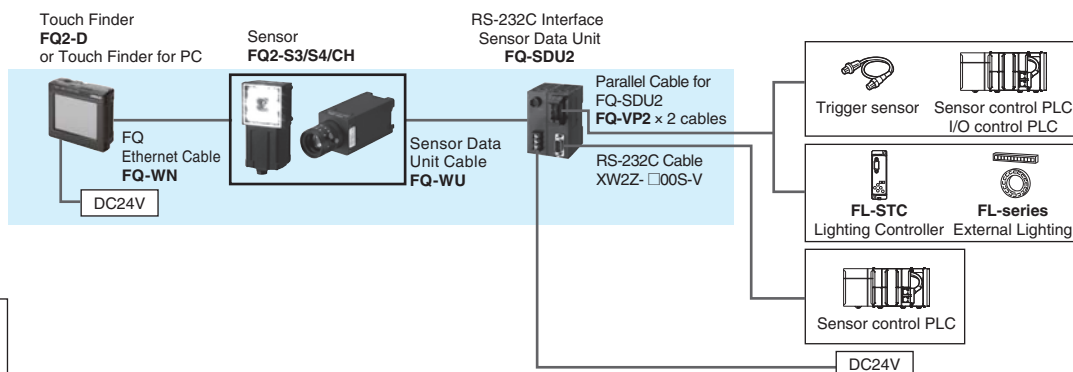 Touch Finder
FQ2-D
or Touch Finder for PC
Sensor
FQ2-S3/S4/CH
RS-232C Interface
Sensor Data Unit
FQ-SDU2
FQ
Ethernet Cable
FQ-WN
DC24V
Sensor Data
Unit Cable
FQ-WU
Parallel Cable for
FQ-SDU2
FQ-VP2 × 2 cables
RS-232C Cable
XW2Z- □00S-V
Trigger sensor
Sensor control PLC
I/O control PLC
FL-STC
Lighting Controller
FL-series
External Lighting
Sensor control PLC
DC24V